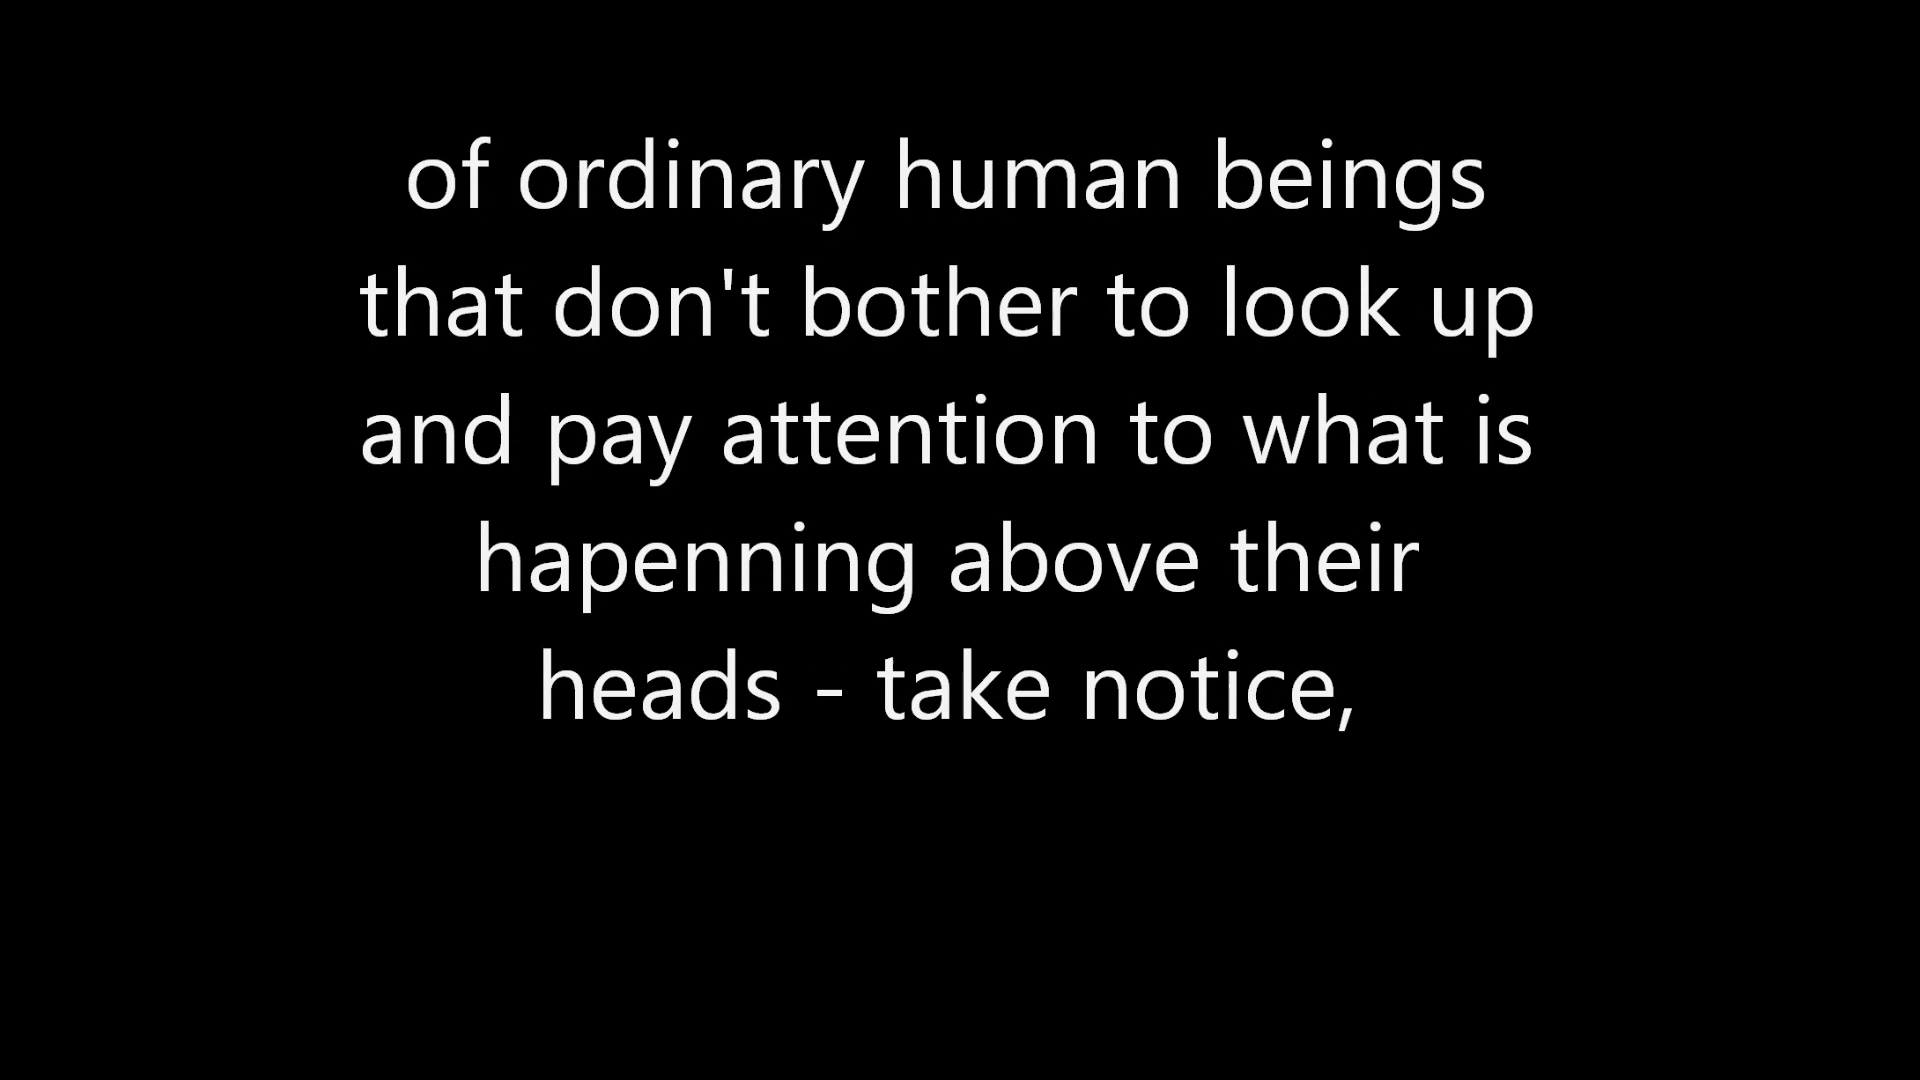 of ordinary human beings
that don't bother to look up
and pay attention to what is
hapenning above their
heads - take notice,